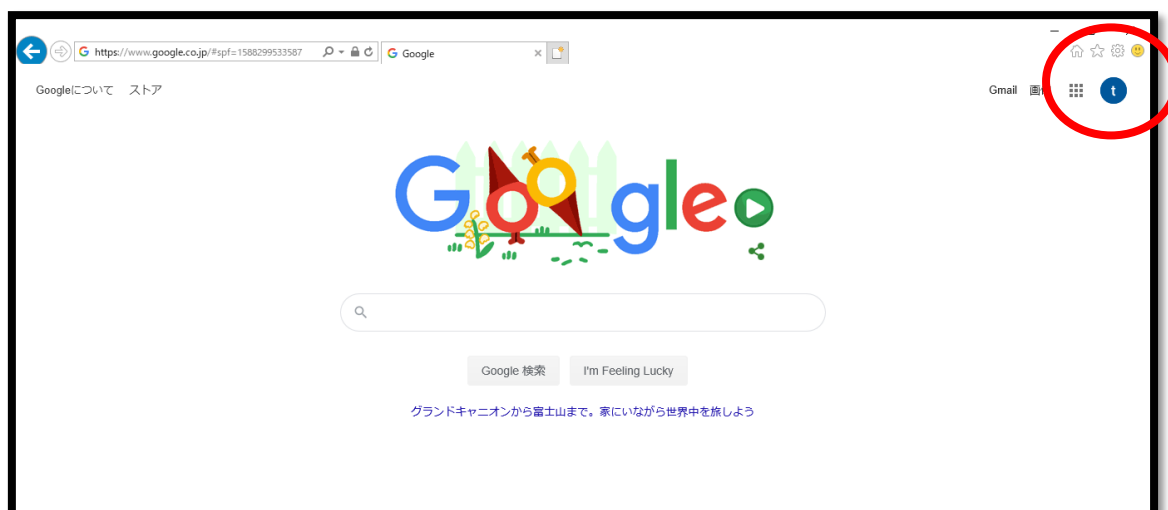 https://www.google.co.jp/#spf=1588299533587
Google
Googleについて ストア
Gmail
t
Google
Google 検索 I'm Feeling Lucky
グランドキャニオンから富士山まで。家にいながら世界中を旅しよう